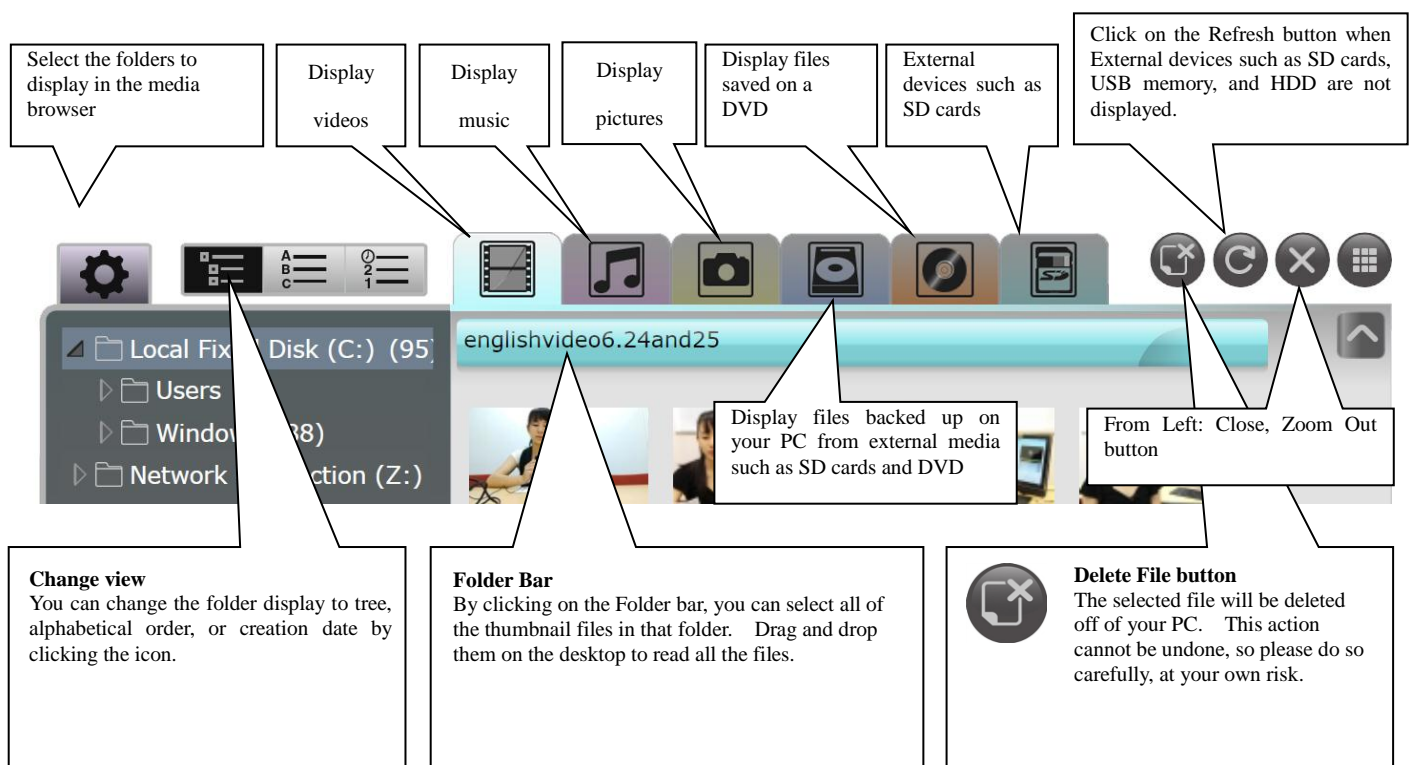 Select the folders to
display in the media
browser
Display
videos
Display
music
Display
pictures
Display files
saved on a
DVD
External
devices such as
SD cards
Click on the Refresh button when
External devices such as SD cards,
USB memory, and HDD are not
displayed.
A
B
C
2
1
SD
Local Fix Disk (C:) (95
Users
Windo 38)
Network ction (Z:)
englishvideo6.24and25
Display files backed up on
your PC from external media
such as SD cards and DVD
From Left: Close, Zoom Out
button
Change view
You can change the folder display to tree,
alphabetical order, or creation date by
clicking the icon.
Folder Bar
By clicking on the Folder bar, you can select all of
the thumbnail files in that folder. Drag and drop
them on the desktop to read all the files.
Delete File button
The selected file will be deleted
off of your PC. This action
cannot be undone, so please do so
carefully, at your own risk.